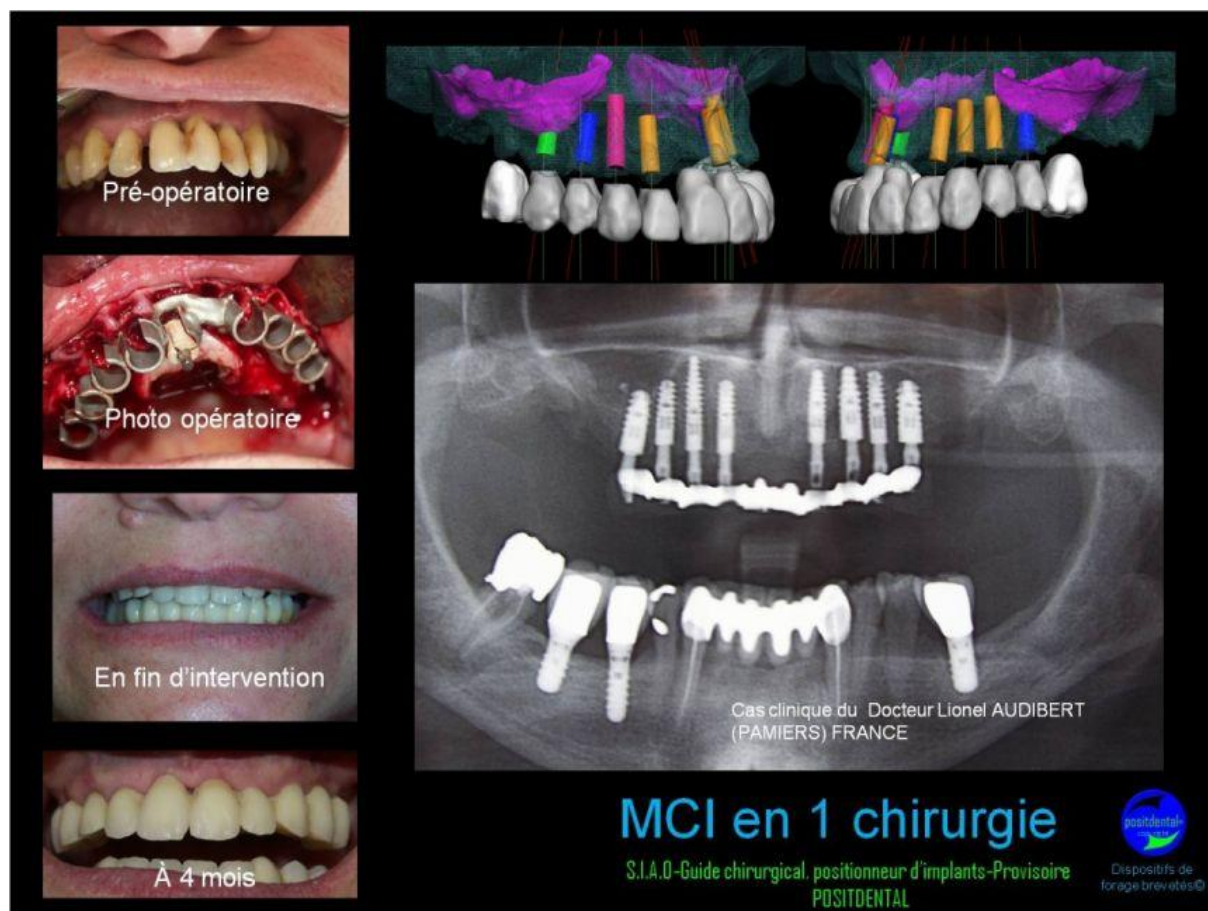 Pré-opératoire
Photo opératoire
En fin d'intervention
À 4 mois
Cas clinique du Docteur Lionel AUDIBERT
(PAMIERS) FRANCE
MCI en 1 chirurgie
S.I.A.O-Guide chirurgical. positionneur d'implants-Provisoire
POSITDENTAL
positdental
Dispositifs de
forage brevetés©